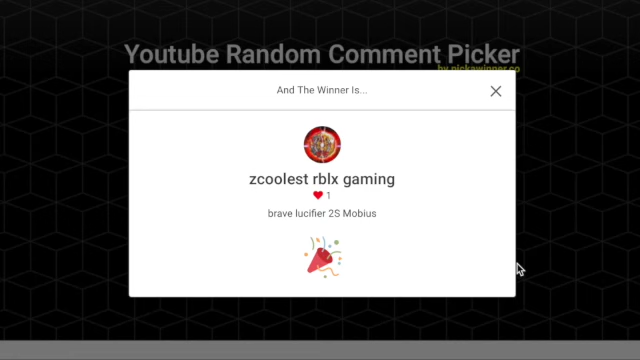 Youtube Random Comment Picker
by pickawinner.co
And The Winner Is...
zcoolest rblx gaming
1
brave lucifier 2S Mobius